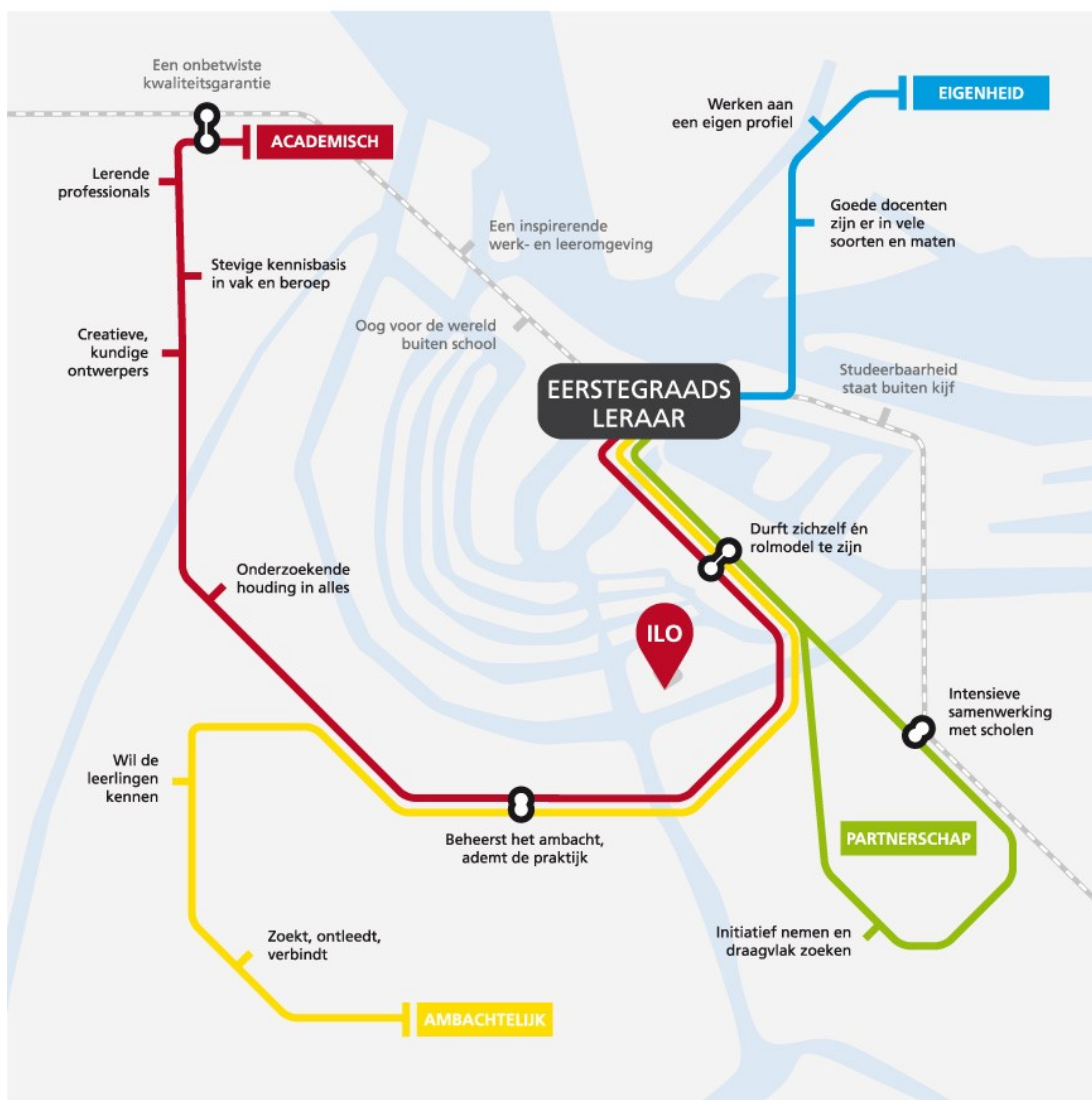 Een onbetwiste
kwaliteitsgarantie
ACADEMISCH
Lerende
professionals
Stevige kennisbasis
in vak en beroep
Creatieve,
kundige
ontwerpers
Onderzoekende
houding in alles
Een inspirerende
werk- en leeromgeving
Oog voor de wereld
buiten school
Werken aan
een eigen profiel
EIGENHEID
Goede docenten
zijn er in vele
soorten en maten
EERSTEGRAADS
LERAAR
Studeerbaarheid
staat buiten kijf
Durft zichzelf én
rolmodel te zijn
ILO
Intensieve
samenwerking
met scholen
Wil de
leerlingen
kennen
Beheerst het ambacht,
ademt de praktijk
PARTNERSCHAP
Initiatief nemen en
draagvlak zoeken
Zoekt, ontleedt,
verbindt
AMBACHTELIJK